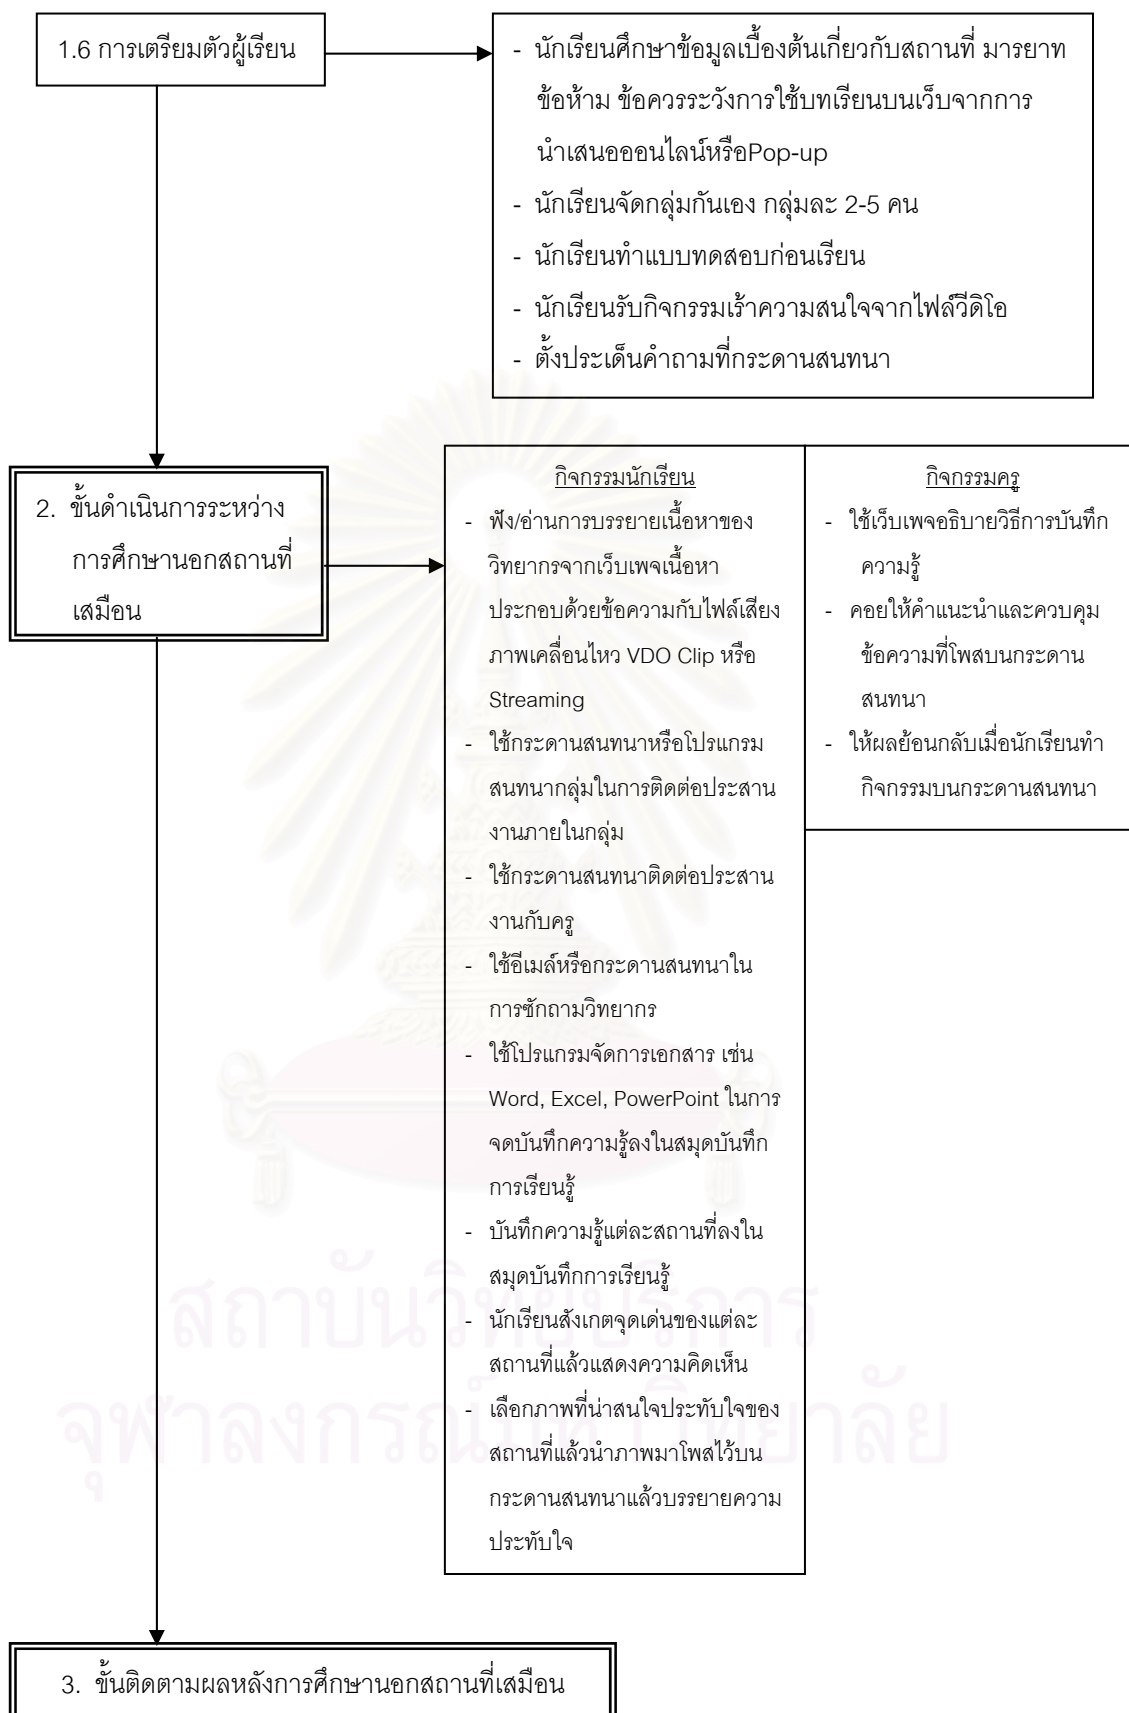 1.6 การเตรียมตัวผู้เรียน
- นักเรียนศึกษาข้อมูลเบื้องต้นเกี่ยวกับสถานที่ มารยาท
ข้อห้าม ข้อควรระวังการใช้บทเรียนบนเว็บจากการ
นำเสนอออนไลน์หรือPop-up
- นักเรียนจัดกลุ่มกันเอง กลุ่มละ 2-5 คน
- นักเรียนทำแบบทดสอบก่อนเรียน
- นักเรียนรับกิจกรรมเร้าความสนใจจากไฟล์วีดิโอ
- ตั้งประเด็นคำถามที่กระดานสนทนา
2. ขั้นดำเนินการระหว่าง
การศึกษานอกสถานที่
เสมือน
กิจกรรมนักเรียน
- ฟัง/อ่านการบรรยายเนื้อหาของ
วิทยากรจากเว็บเพจเนื้อหา
ประกอบด้วยข้อความกับไฟล์เสียง
ภาพเคลื่อนไหว VDO Clip หรือ
Streaming
- ใช้กระดานสนทนาหรือโปรแกรม
สนทนากลุ่มในการติดต่อประสาน
งานภายในกลุ่ม
- ใช้กระดานสนทนาติดต่อประสาน
งานกับครู
- ใช้อีเมล์หรือกระดานสนทนาใน
การซักถามวิทยากร
- ใช้โปรแกรมจัดการเอกสาร เช่น
Word, Excel, PowerPoint ในการ
จดบันทึกความรู้ลงในสมุดบันทึก
การเรียนรู้
- บันทึกความรู้แต่ละสถานที่ลงใน
สมุดบันทึกการเรียนรู้
- นักเรียนสังเกตจุดเด่นของแต่ละ
สถานที่แล้วแสดงความคิดเห็น
- เลือกภาพที่น่าสนใจประทับใจของ
สถานที่แล้วนำภาพมาโพสไว้บน
กระดานสนทนาแล้วบรรยายความ
ประทับใจ
กิจกรรมครู
- ใช้เว็บเพจอธิบายวิธีการบันทึก
ความรู้
- คอยให้คำแนะนำและควบคุม
ข้อความที่โพสบนกระดาน
สนทนา
- ให้ผลย้อนกลับเมื่อนักเรียนทำ
กิจกรรมบนกระดานสนทนา
3. ขั้นติดตามผลหลังการศึกษานอกสถานที่เสมือน
สถาบันวิทยบริการ
จุฬาลงกรณ์มหาวิทยาลัย